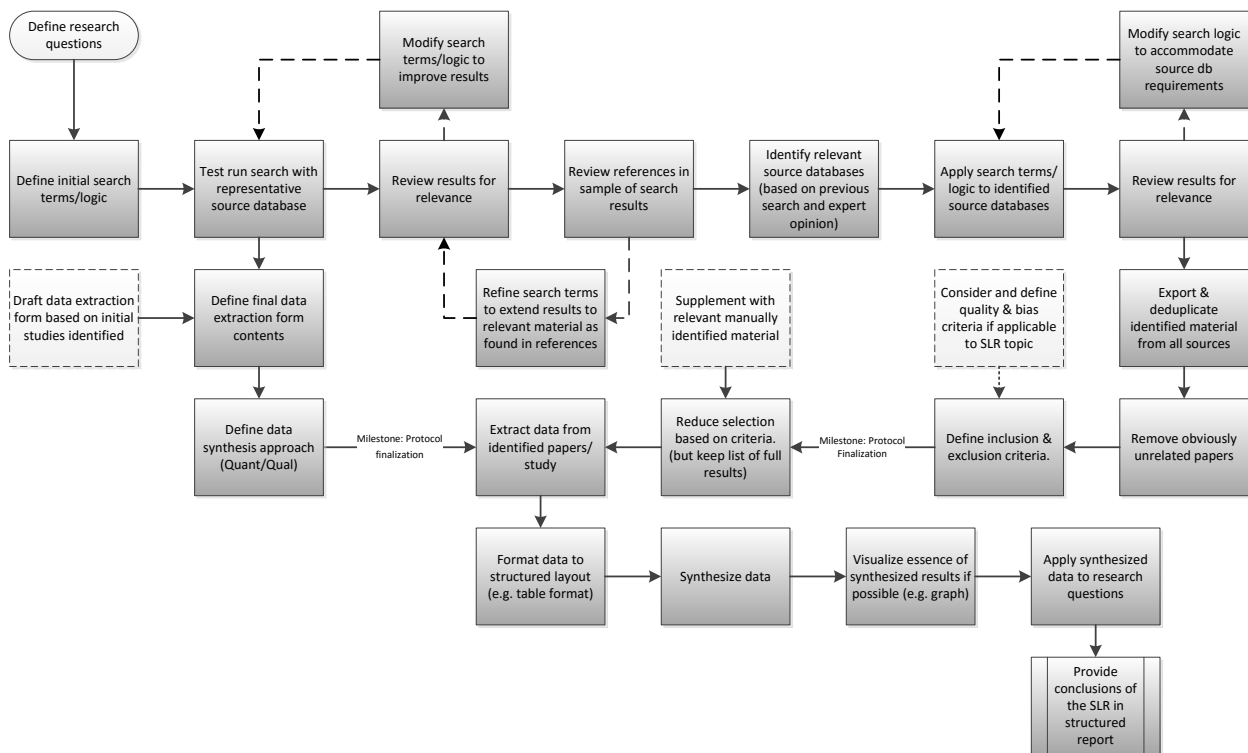 Define research
questions
Modify search
terms/logic to
improve results
Modify search logic
to accommodate
source db
requirements
Define initial search
terms/logic
Test run search with
representative
source database
Review results for
relevance
Review references in
sample of search
results
Identify relevant
source databases
(based on previous
search and expert
opinion)
Apply search terms/
logic to identified
source databases
Review results for
relevance
Draft data extraction
form based on initial
studies identified
Define final data
extraction form
contents
Refine search terms
to extend results to
relevant material as
found in references
Supplement with
relevant manually
identified material
Consider and define
quality & bias
criteria if applicable
to SLR topic
Export &
deduplicate
identified material
from all sources
Define data
synthesis approach
(Quant/Qual)
Milestone: Protocol
finalization
Extract data from
identified papers/
study
Reduce selection
based on criteria.
(but keep list of full
results)
Milestone: Protocol
Finalization
Define inclusion &
exclusion criteria.
Remove obviously
unrelated papers
Format data to
structured layout
(e.g. table format)
Synthesize data
Visualize essence of
synthesized results if
possible (e.g. graph)
Apply synthesized
data to research
questions
Provide
conclusions of
the SLR in
structured
report